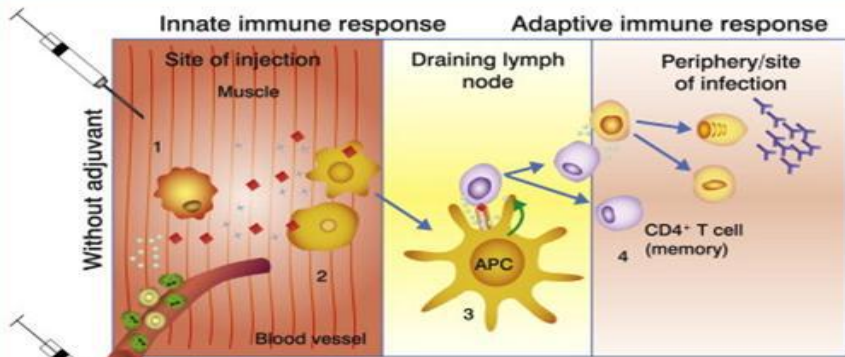 Innate immune response
Adaptive immune response
Without adjuvant
Site of injection
Muscle
1
2
Blood vessel
Draining lymph
node
APC
3
Periphery/site
of infection
4
CD4⁺ T cell
(memory)